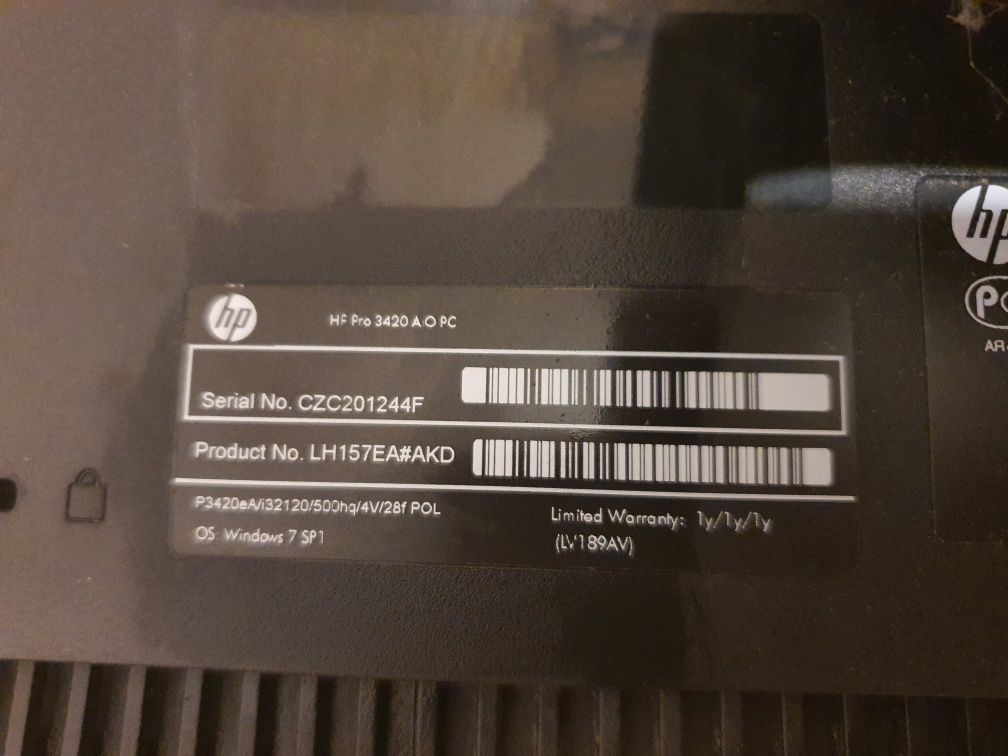 hp
HP Pro 3420 AiO PC
Serial No. CZC201244F
Product No. LH157EA#AKD
P3420eA/i32120/500hq/4V/28f POL
OS: Windows 7 SP1
Limited Warranty: 1y/1y/1y
(LV189AV)
hp